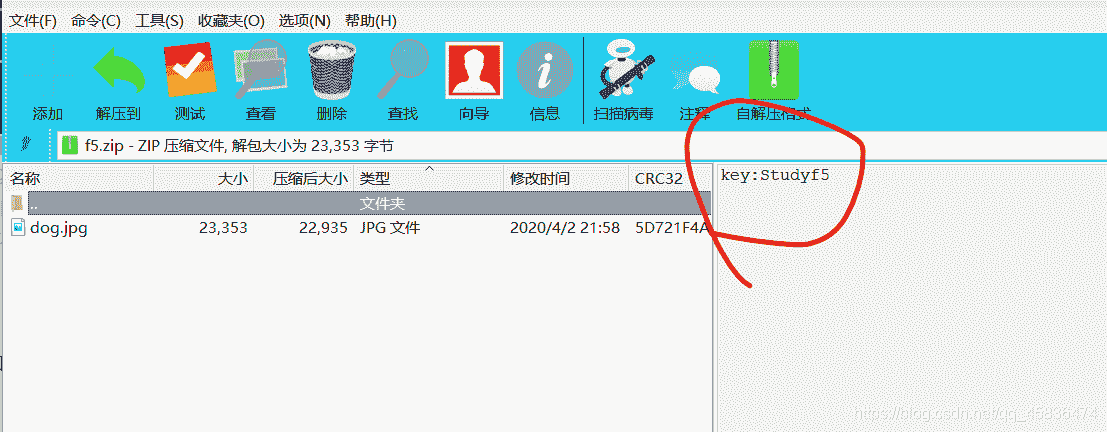 文件(F) 命令(C) 工具(S) 收藏夹(O) 选项(N) 帮助(H)
添加 解压到 测试 查看 删除 查找 向导 信息 扫描病毒 注释 自解压格式
f5.zip - ZIP 压缩文件, 解包大小为 23,353 字节
名称 大小 压缩后大小 类型 修改时间 CRC32
key:Studyf5
.. 文件夹
dog.jpg 23,353 22,935 JPG 文件 2020/4/2 21:58 5D721F4A
https://blog.csdn.net/qq_45836474